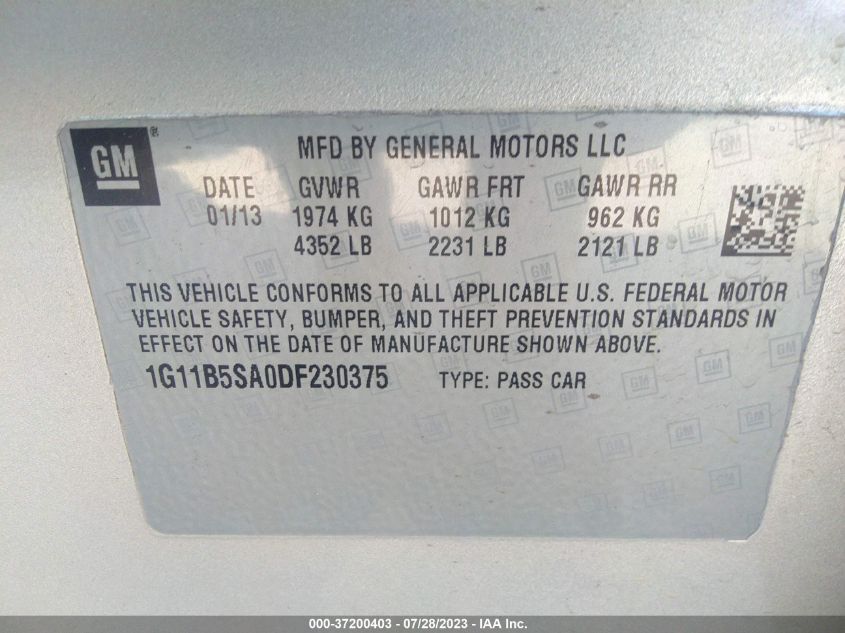 GM®
MFD BY GENERAL MOTORS LLC
DATE GVWR GAWR FRT GAWR RR
01/13 1974 KG 1012 KG 962 KG
4352 LB 2231 LB 2121 LB
THIS VEHICLE CONFORMS TO ALL APPLICABLE U.S. FEDERAL MOTOR
VEHICLE SAFETY, BUMPER, AND THEFT PREVENTION STANDARDS IN
EFFECT ON THE DATE OF MANUFACTURE SHOWN ABOVE.
1G11B5SA0DF230375 TYPE: PASS CAR
000-37200403 - 07/28/2023 - IAA Inc.